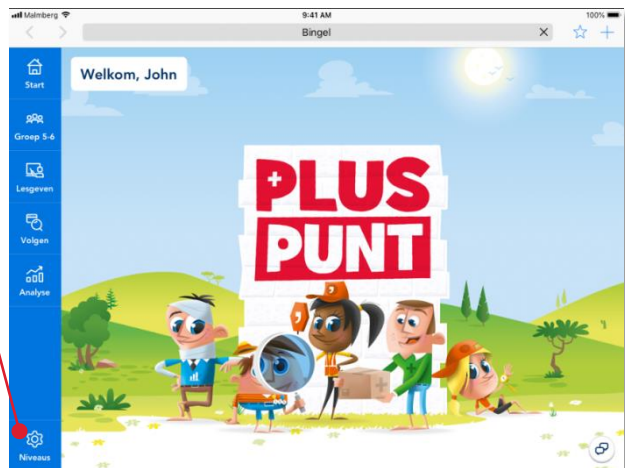 Malmberg
9:41 AM
100%
Bingel
Start
Welkom, John
Groep 5-6
Lesgeven
Volgen
Analyse
Niveaus
PLUS
PUNT